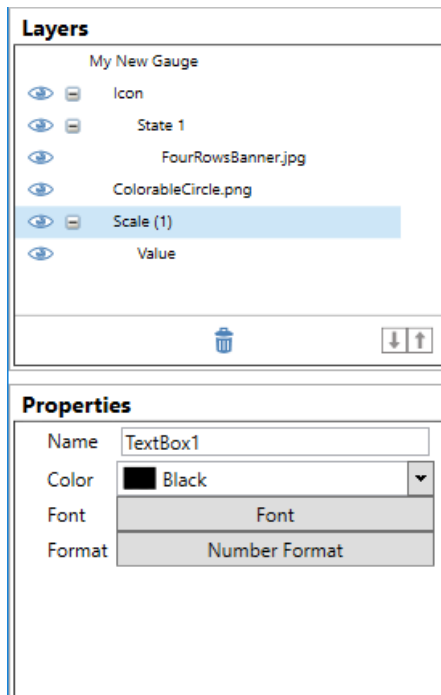 Layers
My New Gauge
Icon
State 1
FourRowsBanner.jpg
ColorableCircle.png
Scale (1)
Value
Properties
Name TextBox1
Color Black
Font Font
Format Number Format